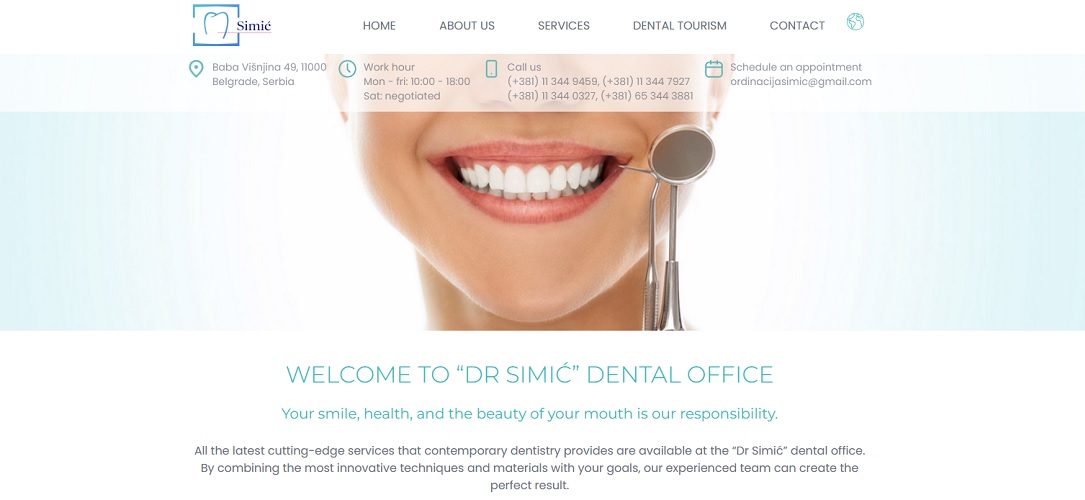 Simić
HOME ABOUT US SERVICES DENTAL TOURISM CONTACT
Baba Višnjina 49, 11000
Belgrade, Serbia
Work hour
Mon - fri: 10:00 - 18:00
Sat: negotiated
Call us
(+381) 11 344 9459, (+381) 11 344 7927
(+381) 11 344 0327, (+381) 65 344 3881
Schedule an appointment
ordinacijasimic@gmail.com
WELCOME TO “DR SIMIĆ” DENTAL OFFICE
Your smile, health, and the beauty of your mouth is our responsibility.
All the latest cutting-edge services that contemporary dentistry provides are available at the “Dr Simić” dental office.
By combining the most innovative techniques and materials with your goals, our experienced team can create the
perfect result.